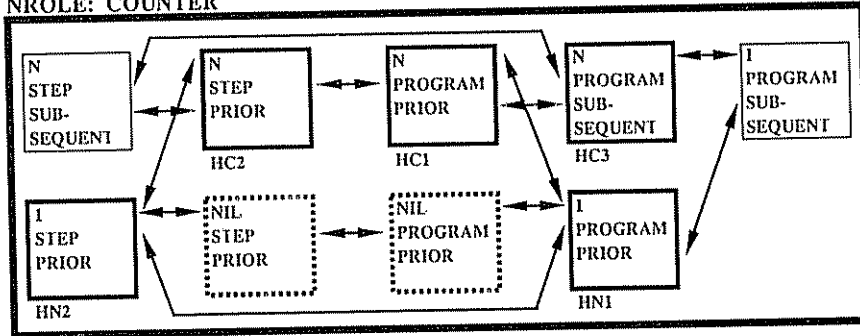 NROLE: COUNTER
N
STEP
SUB-
SEQUENT
N
STEP
PRIOR
HC2
N
PROGRAM
PRIOR
HC1
N
PROGRAM
SUB-
SEQUENT
HC3
1
PROGRAM
SUB-
SEQUENT
1
STEP
PRIOR
HN2
NIL
STEP
PRIOR
NIL
PROGRAM
PRIOR
1
PROGRAM
PRIOR
HN1